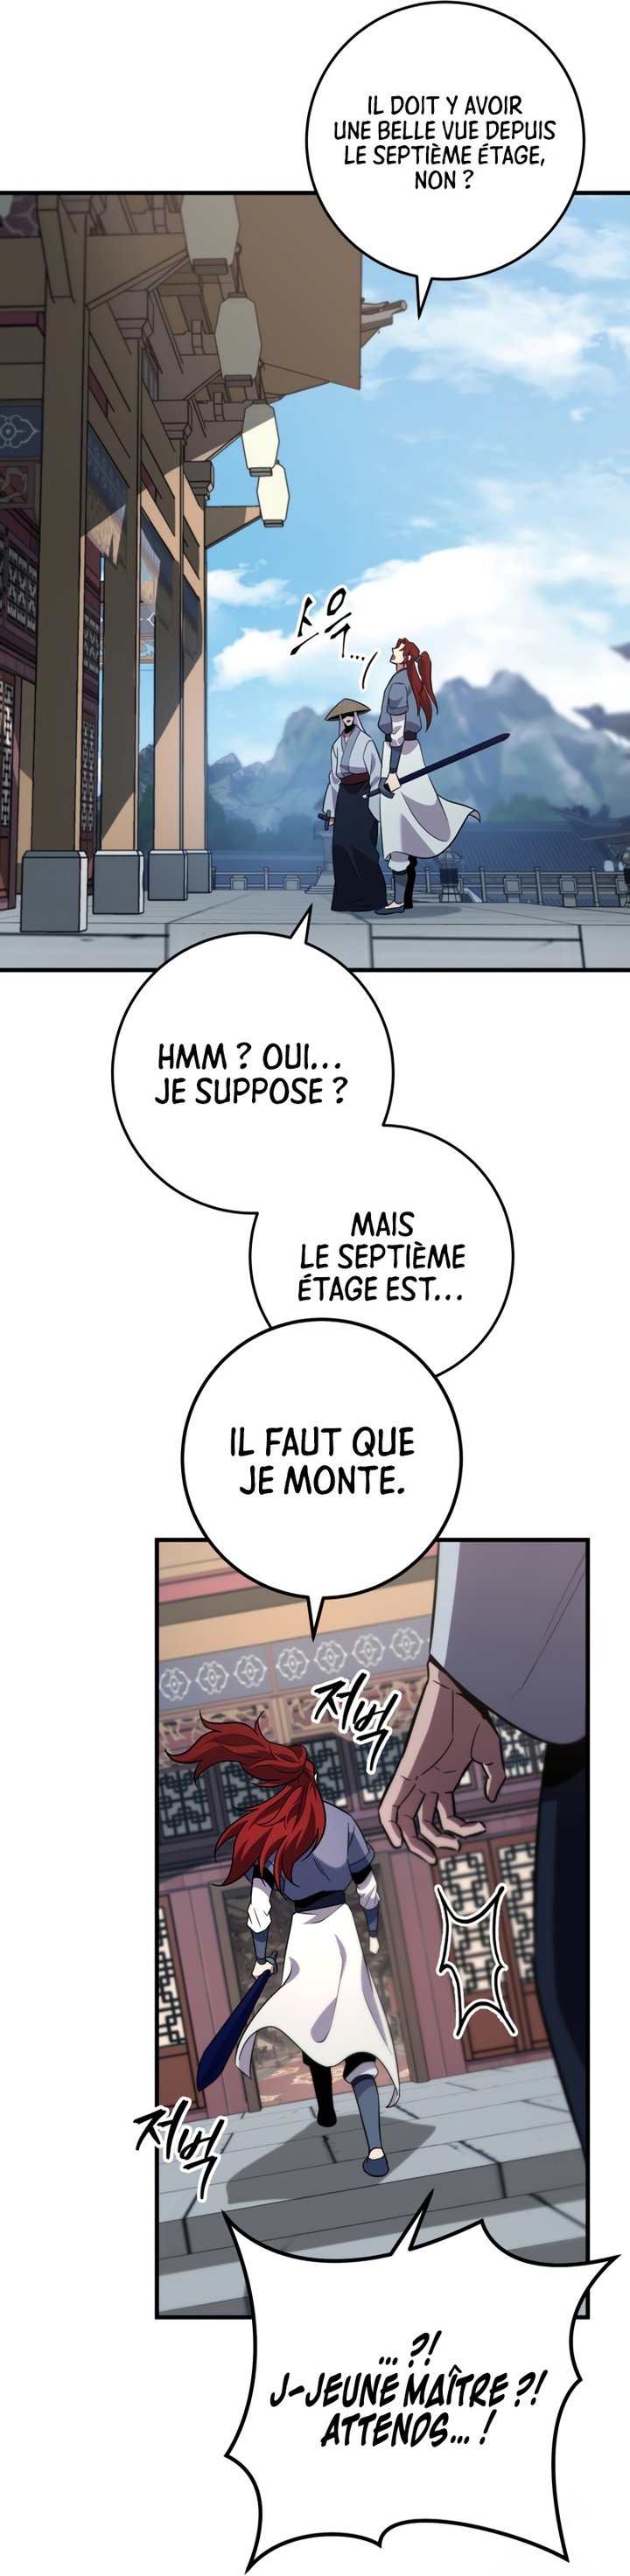 IL DOIT Y AVOIR
UNE BELLE VUE DEPUIS
LE SEPTIÈME ÉTAGE,
NON ?
스윽...
HMM ? OUI...
JE SUPPOSE ?
MAIS
LE SEPTIÈME
ÉTAGE EST...
IL FAUT QUE
JE MONTE.
저벅
저벅
... ?!
J-JEUNE MAÎTRE ?!
ATTENDS... !